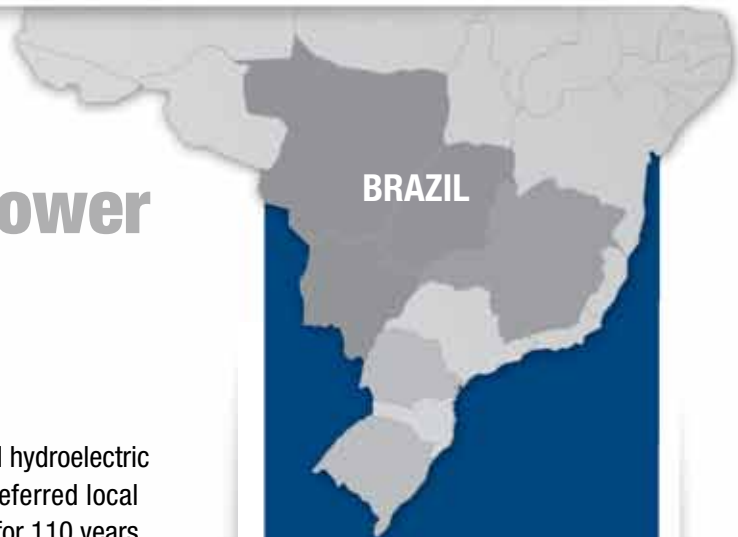 ower
BRAZIL
hydroelectric
eferred local
for 110 years